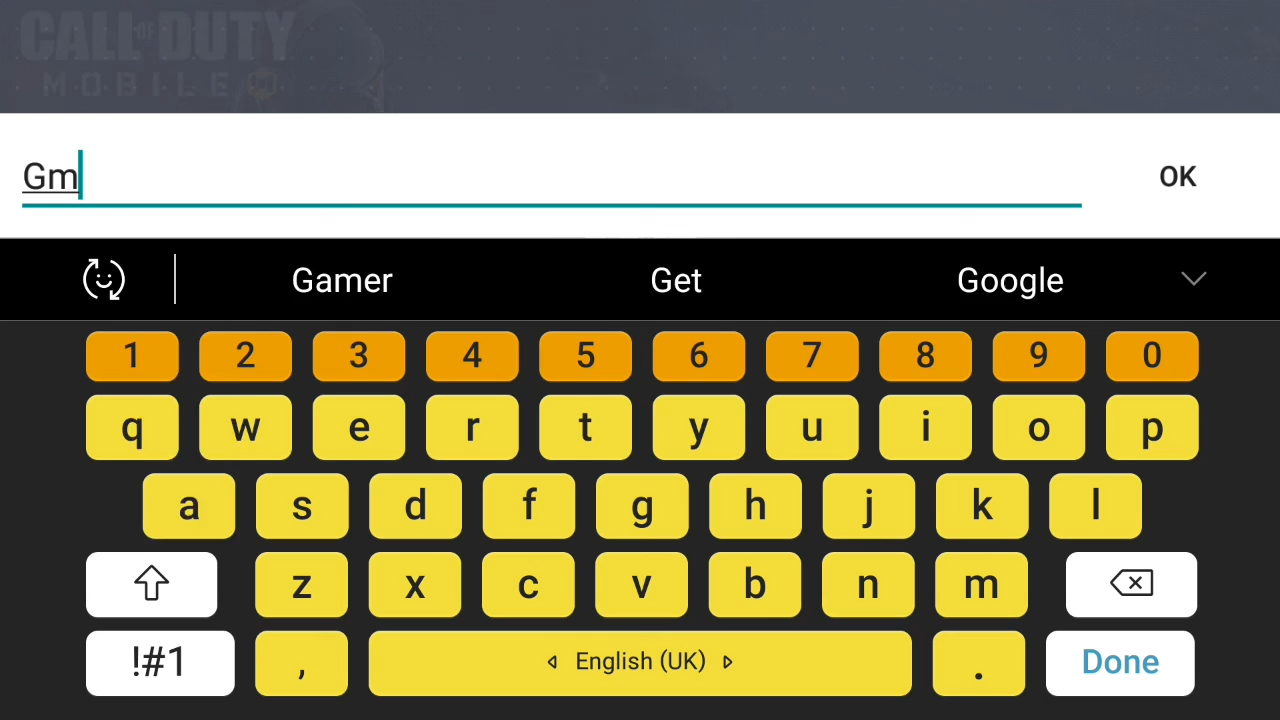 CALL OF DUTY
MOBILE
Gm
OK
Gamer Get Google
1 2 3 4 5 6 7 8 9 0
q w e r t y u i o p
a s d f g h j k l
z x c v b n m
!#1 , English (UK) . Done